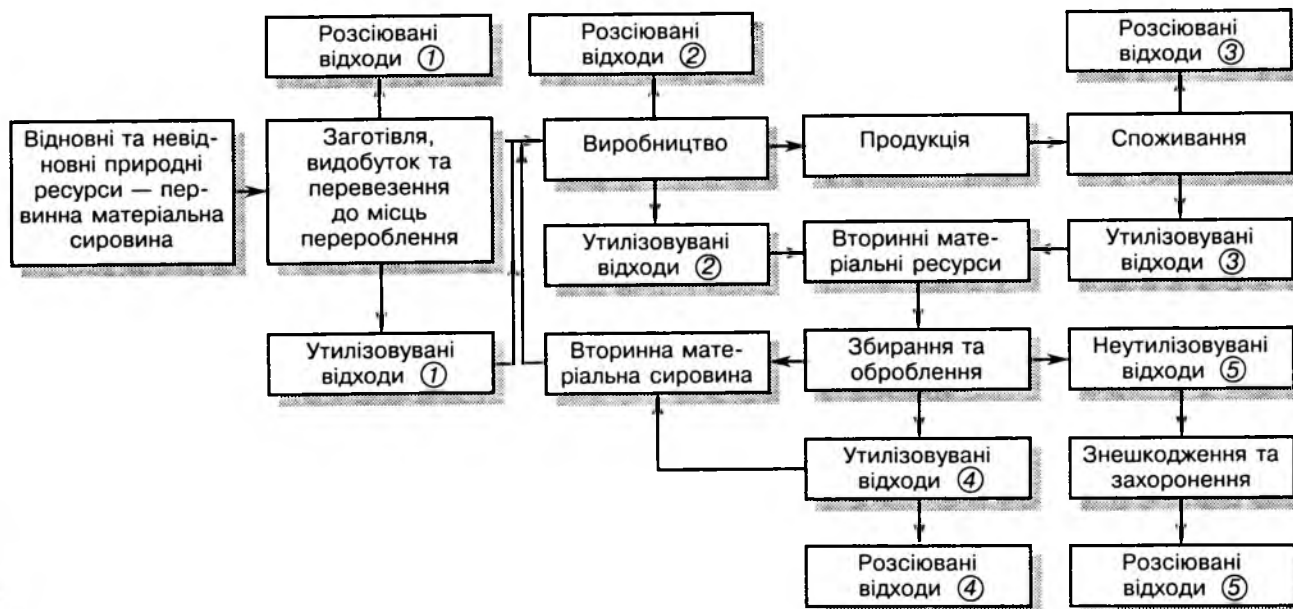 Розсіювані
відходи ①
Розсіювані
відходи ②
Розсіювані
відходи ③
Відновні та невід-
новні природні
ресурси — пер-
винна матеріальна
сировина
Заготівля,
видобуток та
перевезення
до місць
перероблення
Виробництво
Продукція
Споживання
Утилізовувані
відходи ②
Вторинні мате-
ріальні ресурси
Утилізовувані
відходи ③
Утилізовувані
відходи ①
Вторинна мате-
ріальна сировина
Збирання та
оброблення
Неутилізовувані
відходи ⑤
Утилізовувані
відходи ④
Знешкодження та
захоронення
Розсіювані
відходи ④
Розсіювані
відходи ⑤